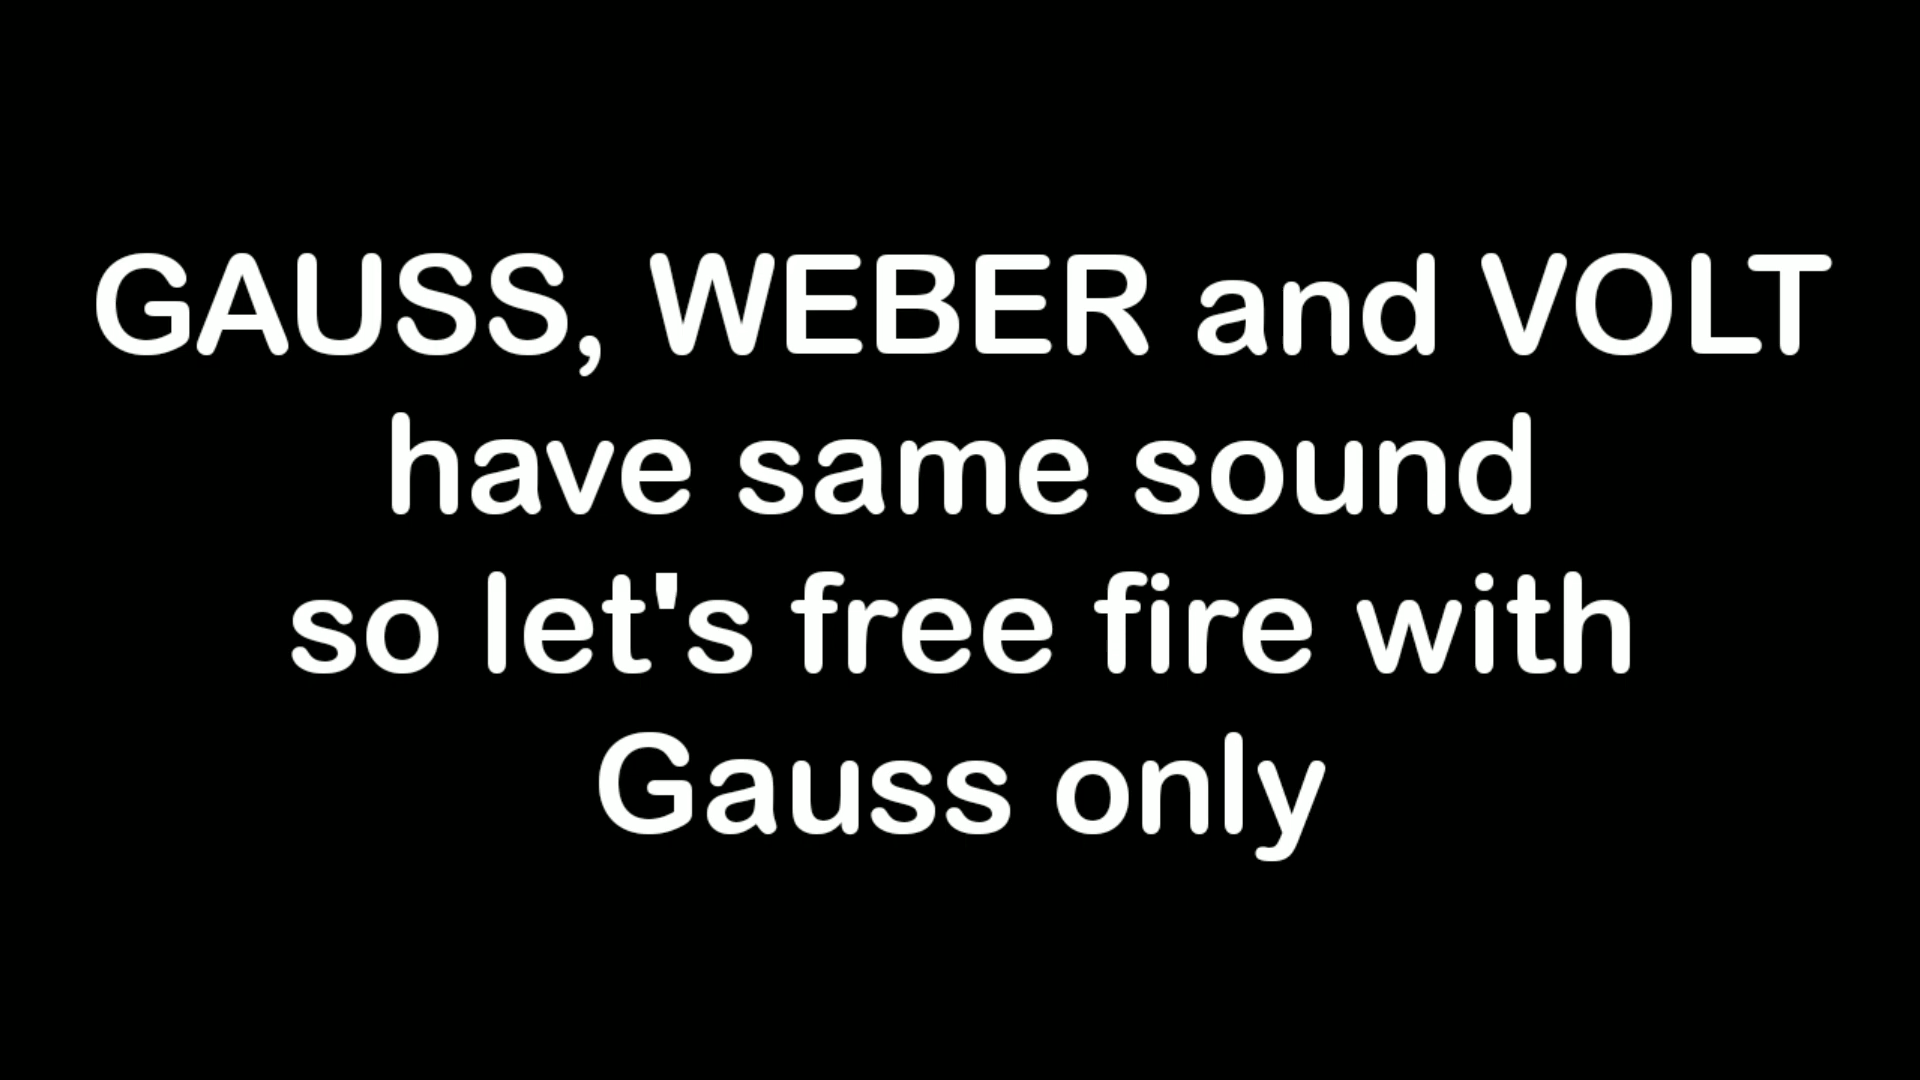 GAUSS, WEBER and VOLT
have same sound
so let's free fire with
Gauss only